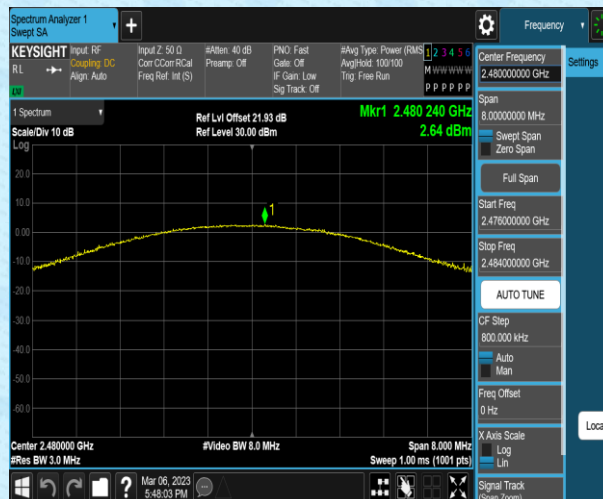 Spectrum Analyzer 1
Swept SA
+
Frequency
KEYSIGHT
RL
Input: RF
Coupling: DC
Align: Auto
Input Z: 50 Ω
Corr CCorr RCal
Freq Ref: Int (S)
#Atten: 40 dB
Preamp: Off
PNO: Fast
Gate: Off
IF Gain: Low
Sig Track: Off
#Avg Type: Power (RMS
Avg|Hold: 100/100
Trig: Free Run
1 2 3 4 5 6
M W W W W W
P P P P P P
1 Spectrum
Scale/Div 10 dB
Ref Lvl Offset 21.93 dB
Ref Level 30.00 dBm
Mkr1 2.480 240 GHz
2.64 dBm
Log
20.0
10.0
0.00
-10.0
-20.0
-30.0
-40.0
-50.0
-60.0
1
Center 2.480000 GHz
#Res BW 3.0 MHz
#Video BW 8.0 MHz
Span 8.000 MHz
Sweep 1.00 ms (1001 pts)
Mar 06, 2023
5:48:03 PM
?
Center Frequency
2.480000000 GHz
Span
8.00000000 MHz
Swept Span
Zero Span
Full Span
Start Freq
2.476000000 GHz
Stop Freq
2.484000000 GHz
AUTO TUNE
CF Step
800.000 kHz
Auto
Man
Freq Offset
0 Hz
X Axis Scale
Log
Lin
Signal Track
(Span Zoom)
Settings
Loca